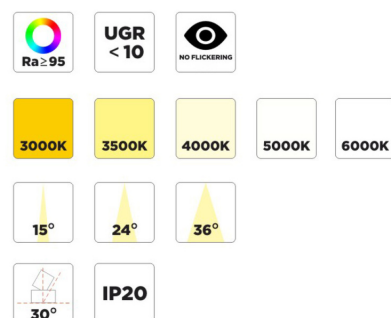 Ra≥95
UGR
< 10
NO FLICKERING
3000K
3500K
4000K
5000K
6000K
15°
24°
36°
30°
IP20